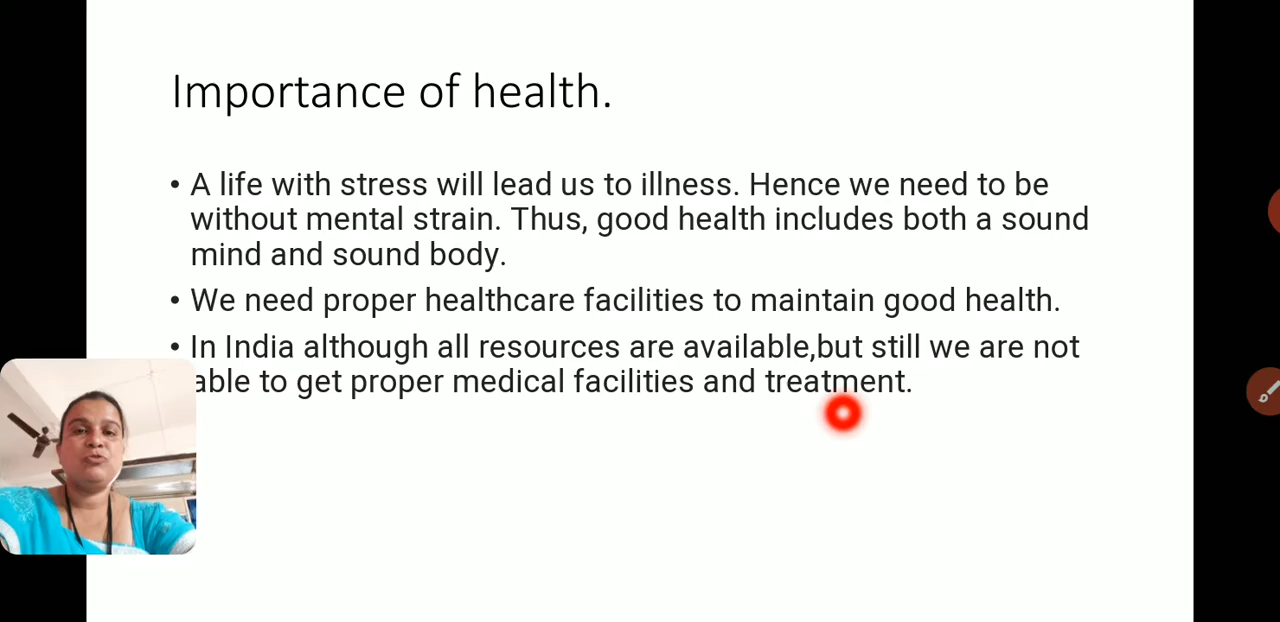 Importance of health.
• A life with stress will lead us to illness. Hence we need to be
without mental strain. Thus, good health includes both a sound
mind and sound body.
• We need proper healthcare facilities to maintain good health.
• In India although all resources are available,but still we are not
able to get proper medical facilities and treatment.